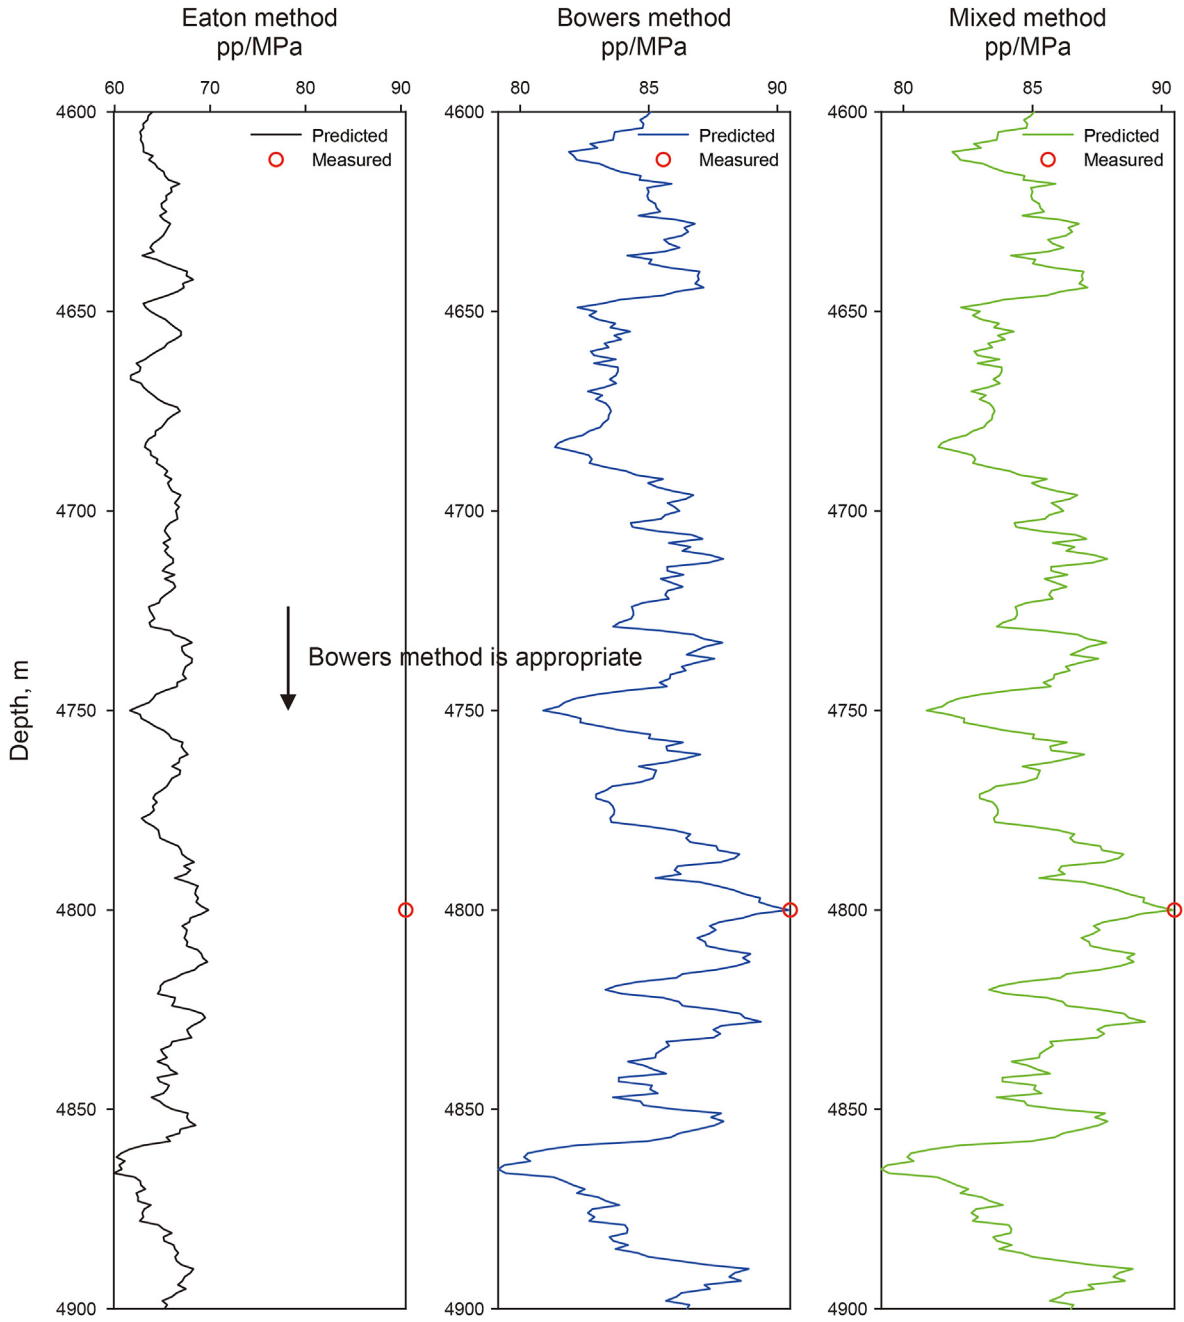 Eaton method
pp/MPa
Bowers method
pp/MPa
Mixed method
pp/MPa
60 70 80 90
80 85 90
80 85 90
Predicted
Measured
Predicted
Measured
Predicted
Measured
Depth, m
4600
4650
4700
4750
4800
4850
4900
Bowers method is appropriate
4600
4650
4700
4750
4800
4850
4900
4600
4650
4700
4750
4800
4850
4900